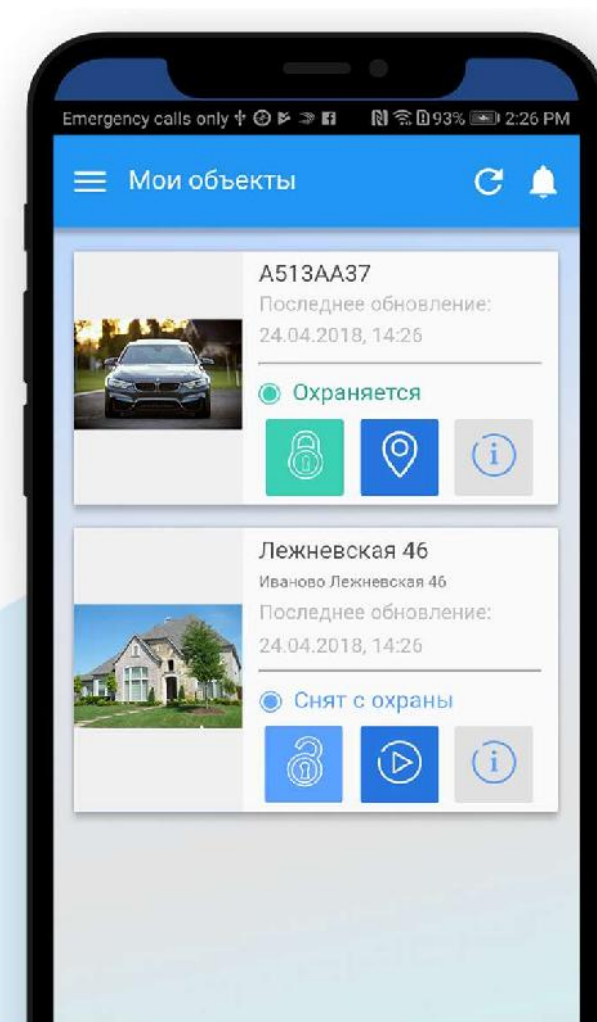 Emergency calls only 93% 2:26 PM
Мои объекты
А513АА37
Последнее обновление:
24.04.2018, 14:26
Охраняется
i
Лежневская 46
Иваново Лежневская 46
Последнее обновление:
24.04.2018, 14:26
Снят с охраны
i